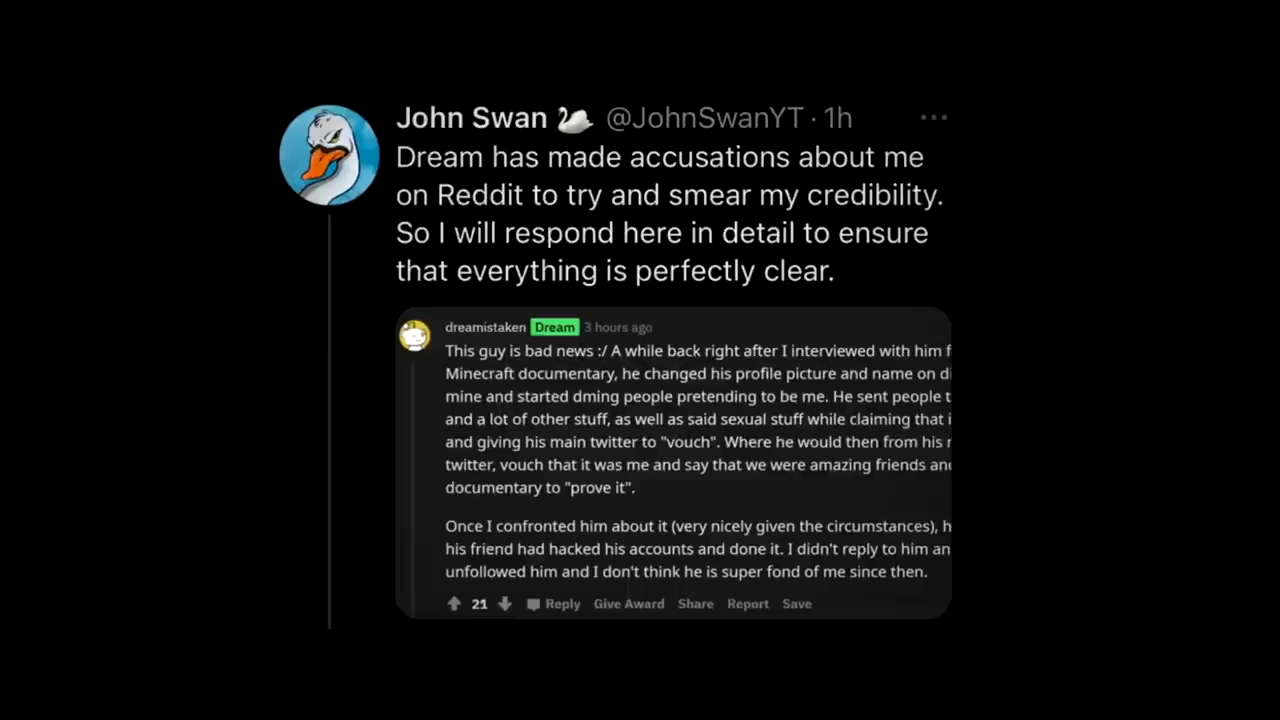 John Swan 🦢 @JohnSwanYT · 1h
Dream has made accusations about me
on Reddit to try and smear my credibility.
So I will respond here in detail to ensure
that everything is perfectly clear.
dreamistaken Dream 3 hours ago
This guy is bad news :/ A while back right after I interviewed with him f
Minecraft documentary, he changed his profile picture and name on di
mine and started dming people pretending to be me. He sent people t
and a lot of other stuff, as well as said sexual stuff while claiming that i
and giving his main twitter to "vouch". Where he would then from his r
twitter, vouch that it was me and say that we were amazing friends and
documentary to "prove it".
Once I confronted him about it (very nicely given the circumstances), h
his friend had hacked his accounts and done it. I didn't reply to him an
unfollowed him and I don't think he is super fond of me since then.
21 Reply Give Award Share Report Save